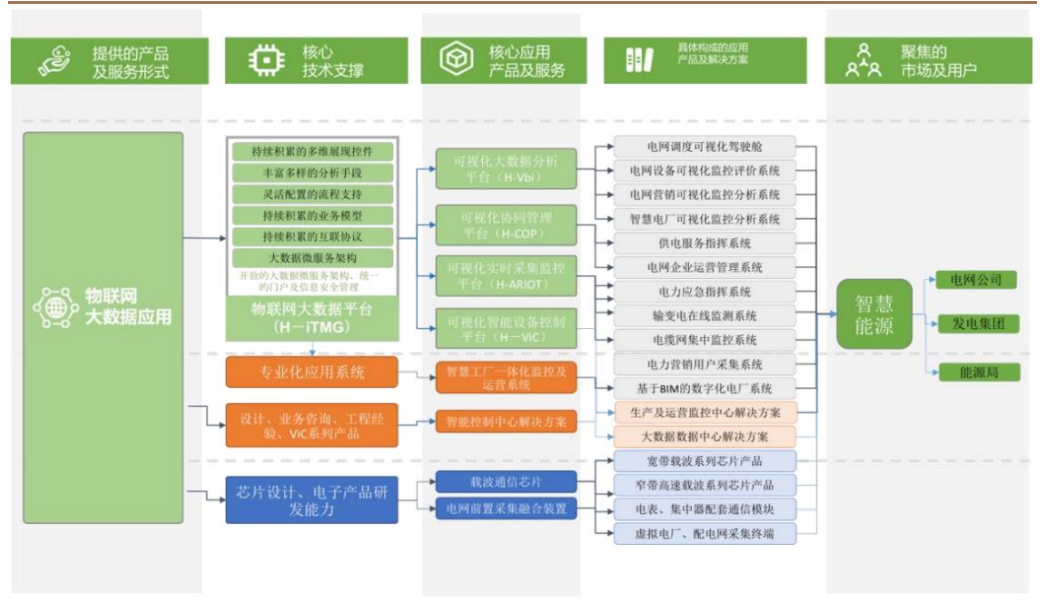 提供的产品
及服务形式
核心
技术支撑
核心应用
产品及服务
具体构成的应用
产品及解决方案
聚焦的
市场及用户
物联网
大数据应用
持续积累的多维展现控件
丰富多样的分析手段
灵活配置的流程支持
持续积累的业务模型
持续积累的互联协议
大数据微服务架构
开放的大数据微服务架构、统一
的门户及信息安全管理
物联网大数据平台
(H-iTMG)
专业化应用系统
设计、业务咨询、工程经
验、ViC系列产品
芯片设计、电子产品研
发能力
可视化大数据分析
平台(H-Vbi)
可视化协同管理
平台(H-COP)
可视化实时采集监控
平台(H-ARIOT)
可视化智能设备控制
平台(H-ViC)
智慧工厂一体化监控及
运营系统
智能控制中心解决方案
载波通信芯片
电网前置采集融合装置
电网调度可视化驾驶舱
电网设备可视化监控评价系统
电网营销可视化监控分析系统
智慧电厂可视化监控分析系统
供电服务指挥系统
电网企业运营管理系统
电力应急指挥系统
输变电在线监测系统
电缆网集中监控系统
电力营销用户采集系统
基于BIM的数字化电厂系统
生产及运营监控中心解决方案
大数据数据中心解决方案
宽带载波系列芯片产品
窄带高速载波系列芯片产品
电表、集中器配套通信模块
虚拟电厂、配电网采集终端
智慧
能源
电网公司
发电集团
能源局